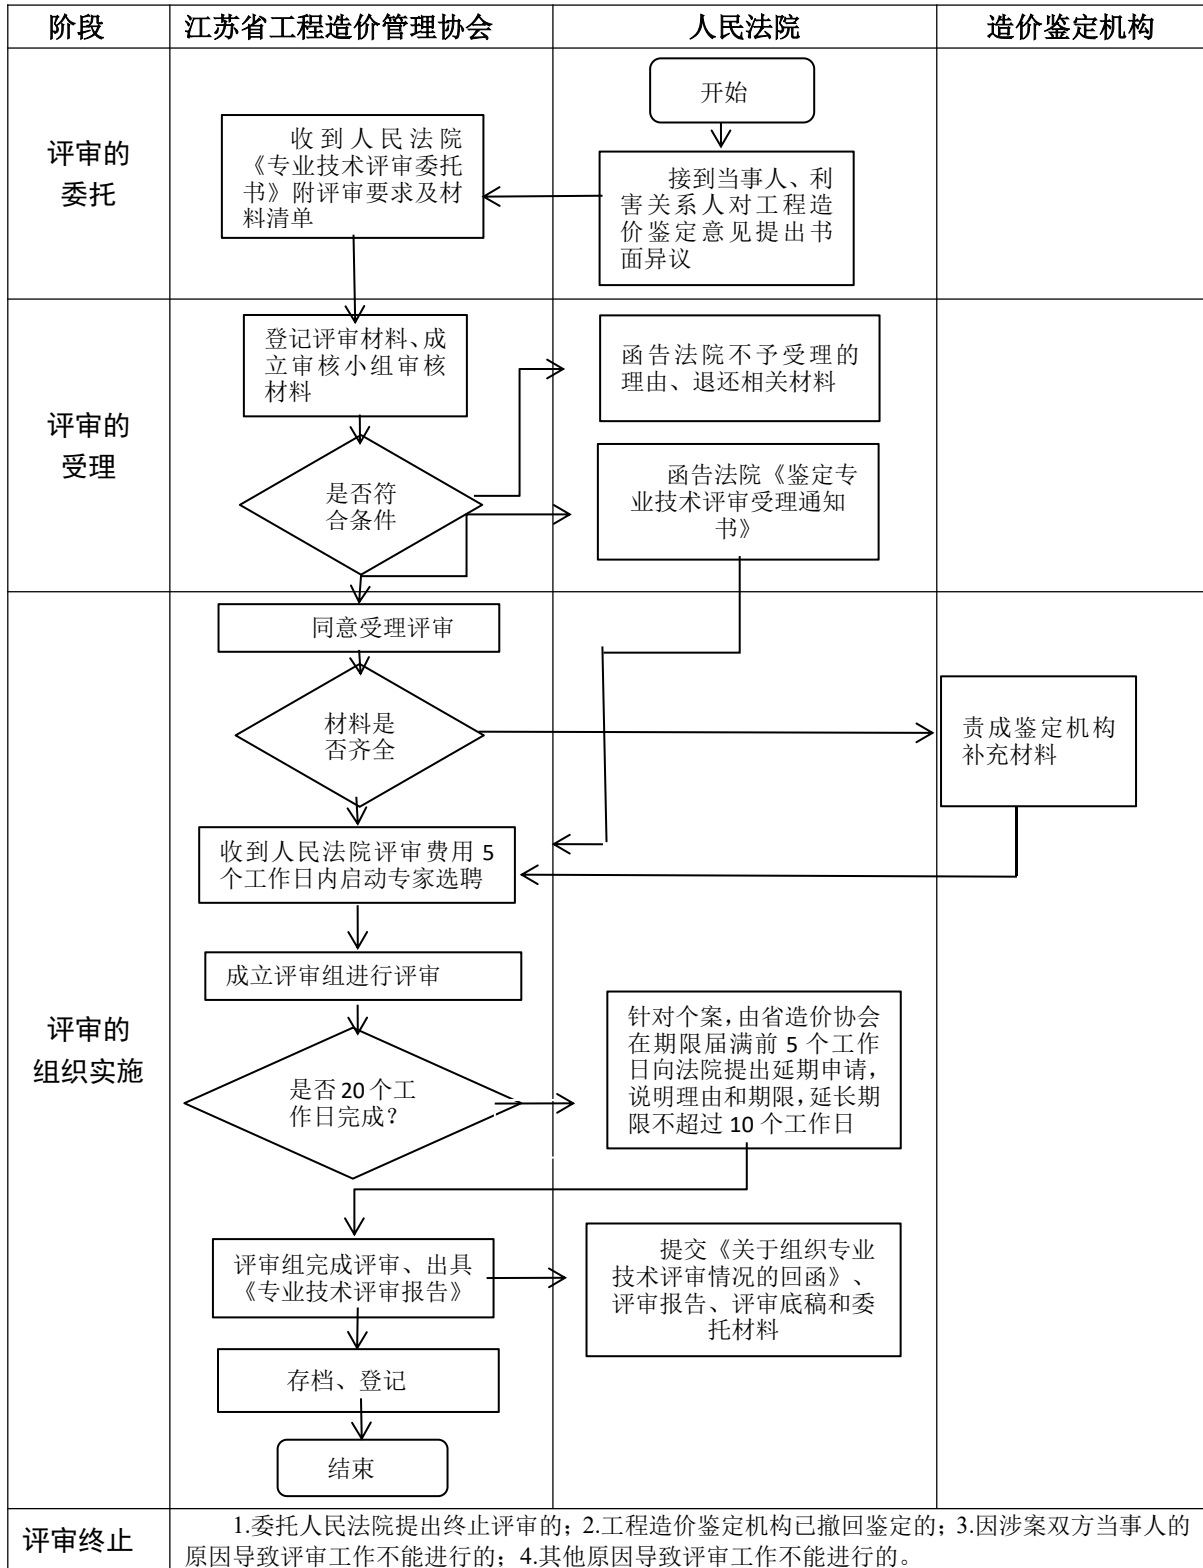 阶段
江苏省工程造价管理协会
人民法院
造价鉴定机构
评审的
委托
开始
收到人民法院
《专业技术评审委托
书》附评审要求及材
料清单
接到当事人、利
害关系人对工程造
价鉴定意见提出书
面异议
评审的
受理
登记评审材料、成
立审核小组审核
材料
函告法院不予受理的
理由、退还相关材料
是否符
合条件
函告法院《鉴定专
业技术评审受理通知
书》
评审的
组织实施
同意受理评审
材料是
否齐全
责成鉴定机构
补充材料
收到人民法院评审费用 5
个工作日内启动专家选聘
成立评审组进行评审
是否 20 个工
作日完成？
针对个案，由省造价协会
在期限届满前 5 个工作
日向法院提出延期申请，
说明理由和期限，延长期
限不超过 10 个工作日
评审组完成评审、出具
《专业技术评审报告》
提交《关于组织专业
技术评审情况的回函》、
评审报告、评审底稿和委
托材料
存档、登记
结束
评审终止
1.委托人民法院提出终止评审的；2.工程造价鉴定机构已撤回鉴定的；3.因涉案双方当事人的
原因导致评审工作不能进行的；4.其他原因导致评审工作不能进行的。